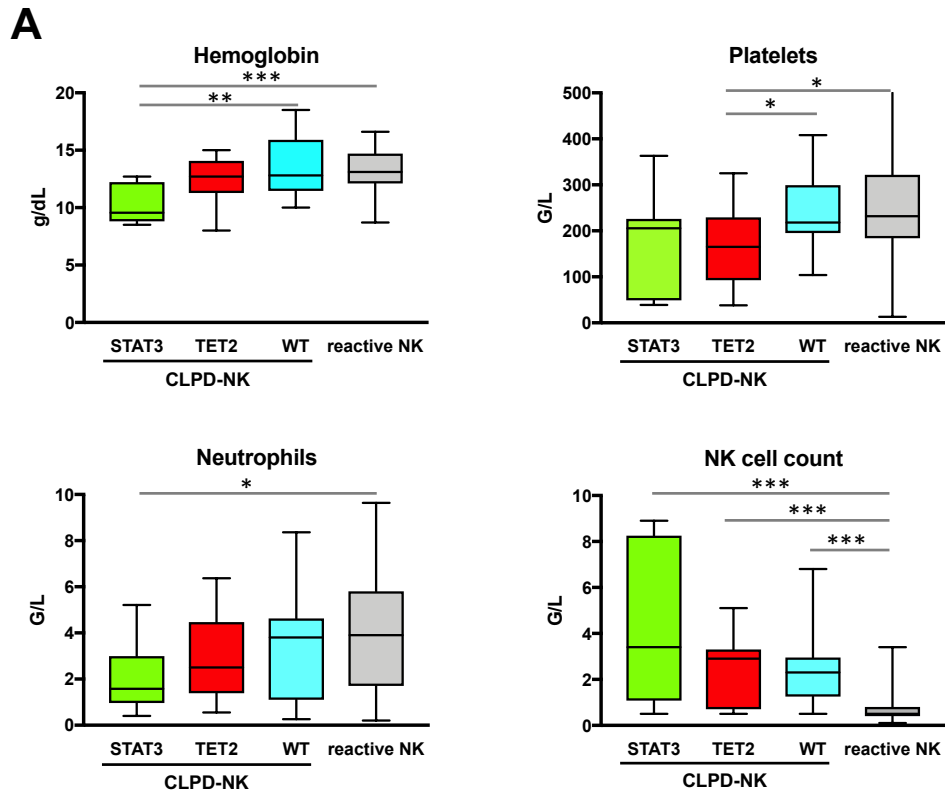 A
Hemoglobin
***
**
20
15
10
5
0
g/dL
STAT3 TET2 WT reactive NK
CLPD-NK
Platelets
*
*
500
400
300
200
100
0
G/L
STAT3 TET2 WT reactive NK
CLPD-NK
Neutrophils
*
10
8
6
4
2
0
G/L
STAT3 TET2 WT reactive NK
CLPD-NK
NK cell count
***
***
***
10
8
6
4
2
0
G/L
STAT3 TET2 WT reactive NK
CLPD-NK